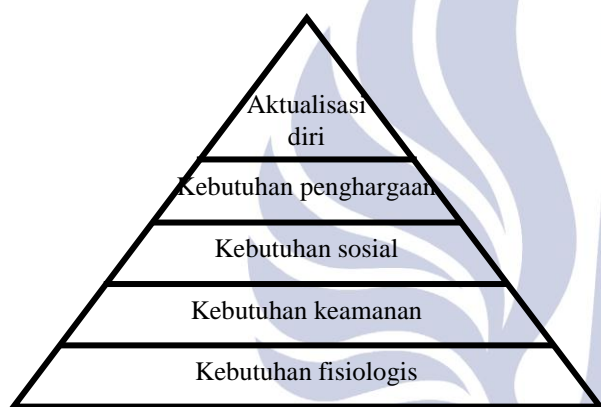 Aktualisasi
diri
Kebutuhan penghargaan
Kebutuhan sosial
Kebutuhan keamanan
Kebutuhan fisiologis